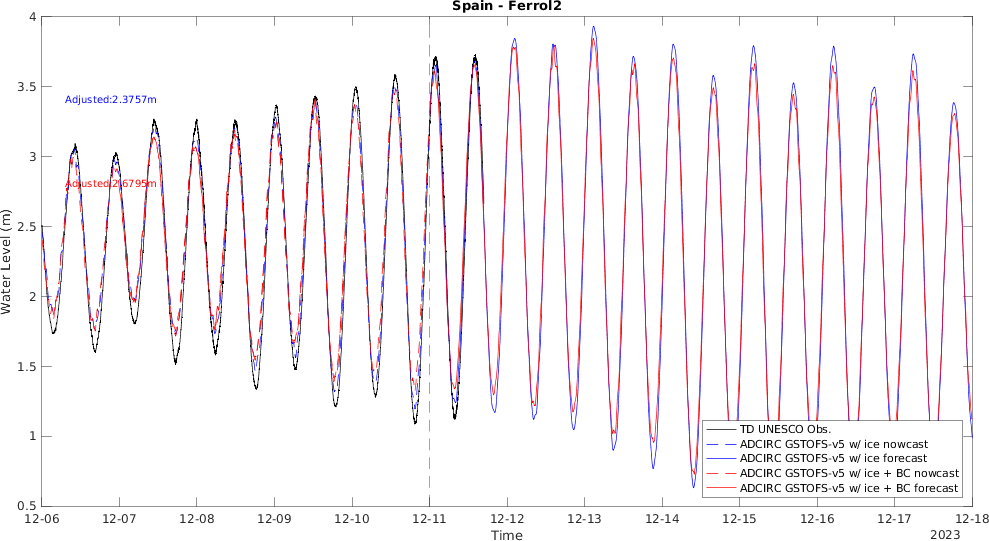 Spain - Ferrol2
Water Level (m)
4
3.5
3
2.5
2
1.5
1
0.5
Adjusted:2.3757m
Adjusted:2.6795m
TD UNESCO Obs.
ADCIRC GSTOFS-v5 w/ ice nowcast
ADCIRC GSTOFS-v5 w/ ice forecast
ADCIRC GSTOFS-v5 w/ ice + BC nowcast
ADCIRC GSTOFS-v5 w/ ice + BC forecast
12-06 12-07 12-08 12-09 12-10 12-11 12-12 12-13 12-14 12-15 12-16 12-17 12-18
Time
2023